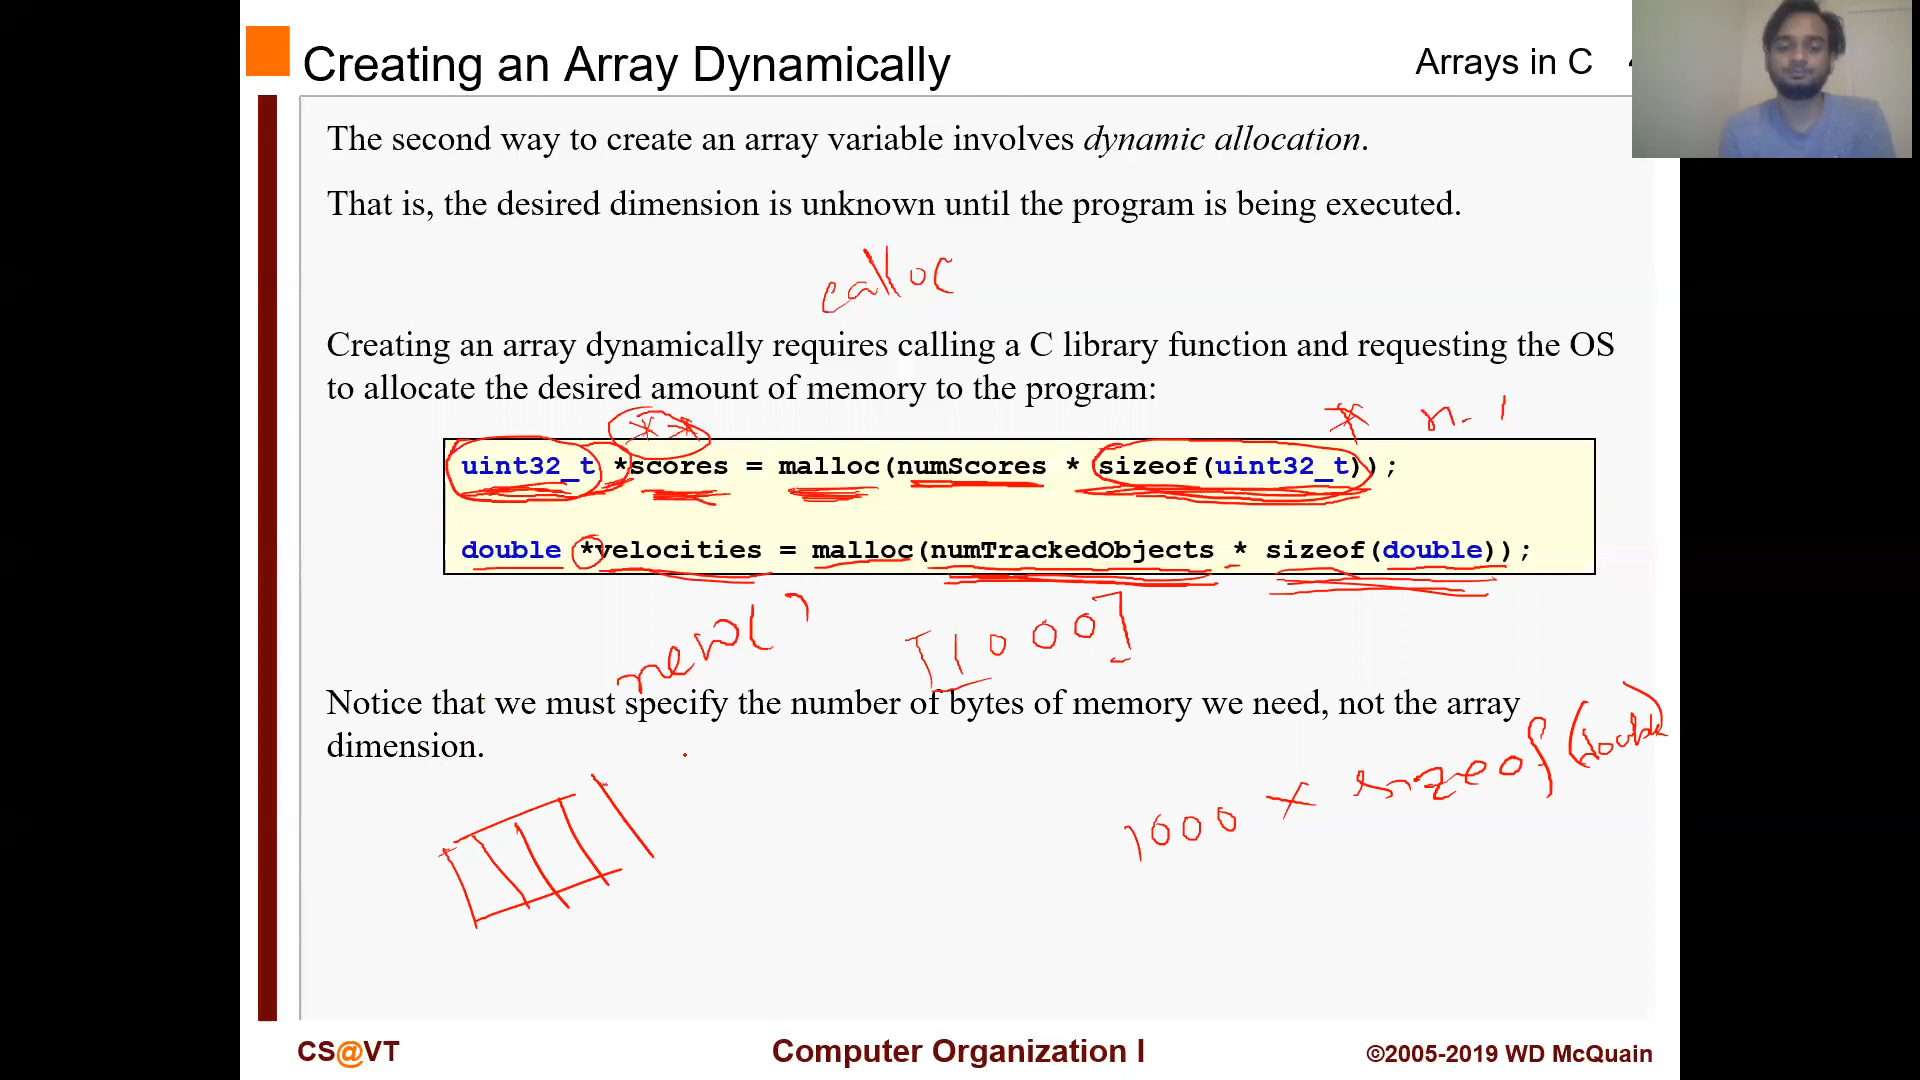 Creating an Array Dynamically
Arrays in C
The second way to create an array variable involves dynamic allocation.
That is, the desired dimension is unknown until the program is being executed.
calloc
Creating an array dynamically requires calling a C library function and requesting the OS
to allocate the desired amount of memory to the program:
* *
* n-1
uint32_t *scores = malloc(numScores * sizeof(uint32_t));
double *velocities = malloc(numTrackedObjects * sizeof(double));
new()
[1000]
Notice that we must specify the number of bytes of memory we need, not the array
dimension.
1000 × sizeof(double)
CS@VT
Computer Organization I
©2005-2019 WD McQuain